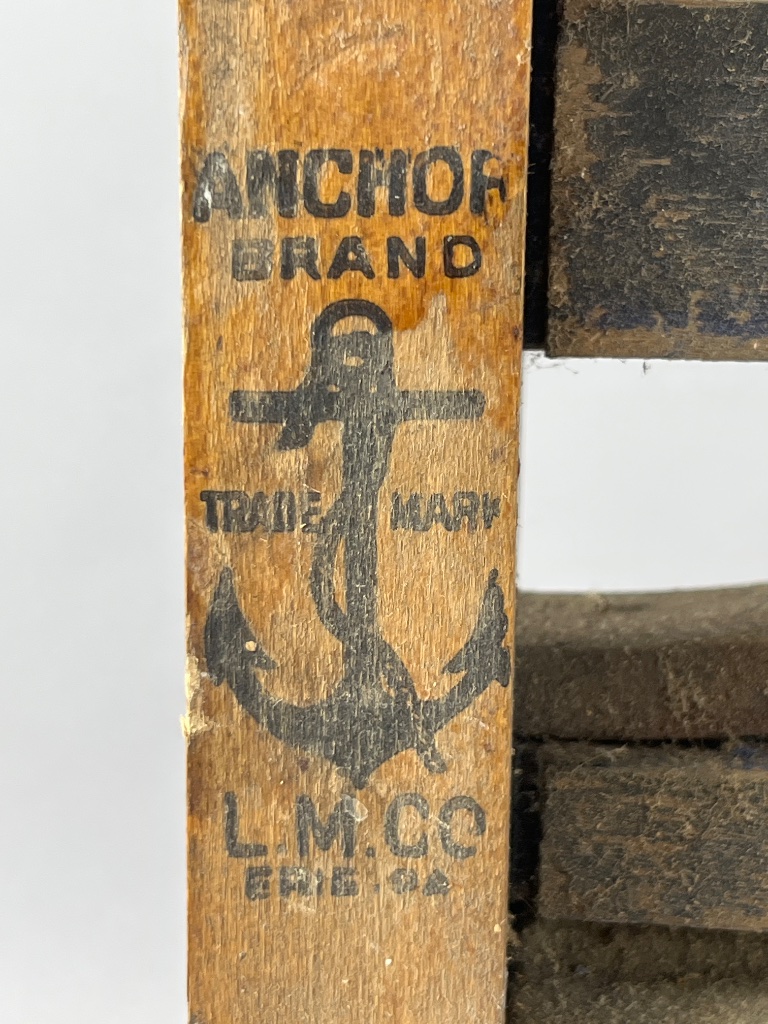 ANCHOR
BRAND
TRADE MARK
L.M.CO
ERIE PA